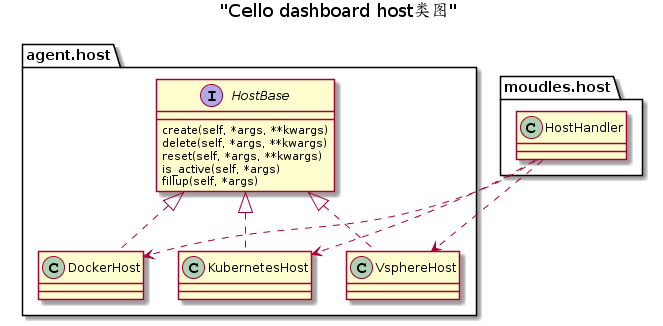 "Cello dashboard host类图"
agent.host
I HostBase
create(self, *args, **kwargs)
delete(self, *args, **kwargs)
reset(self, *args, **kwargs)
is_active(self, *args)
fillup(self, *args)
moudles.host
C HostHandler
C DockerHost
C KubernetesHost
C VsphereHost